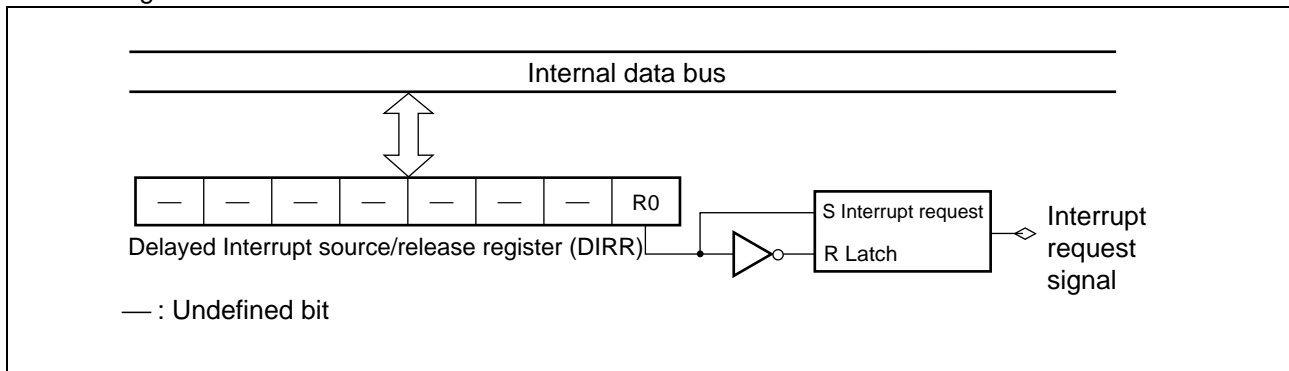 Internal data bus
— — — — — — — R0
Delayed Interrupt source/release register (DIRR)
S Interrupt request
R Latch
Interrupt
request
signal
— : Undefined bit